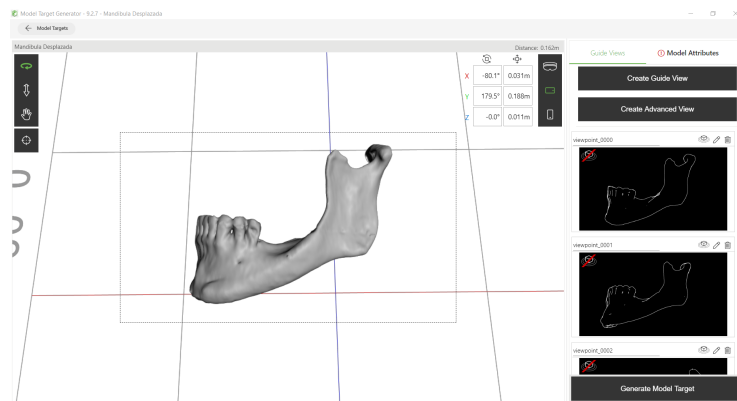 Model Target Generator - 9.2.7 - Mandibula Desplazada
Model Targets
Mandibula Desplazada
Distance: 0.162m
X -80.1° 0.031m
Y 179.5° 0.188m
Z -0.0° 0.011m
Guide Views
Model Attributes
Create Guide View
Create Advanced View
viewpoint_0000
viewpoint_0001
viewpoint_0002
Generate Model Target